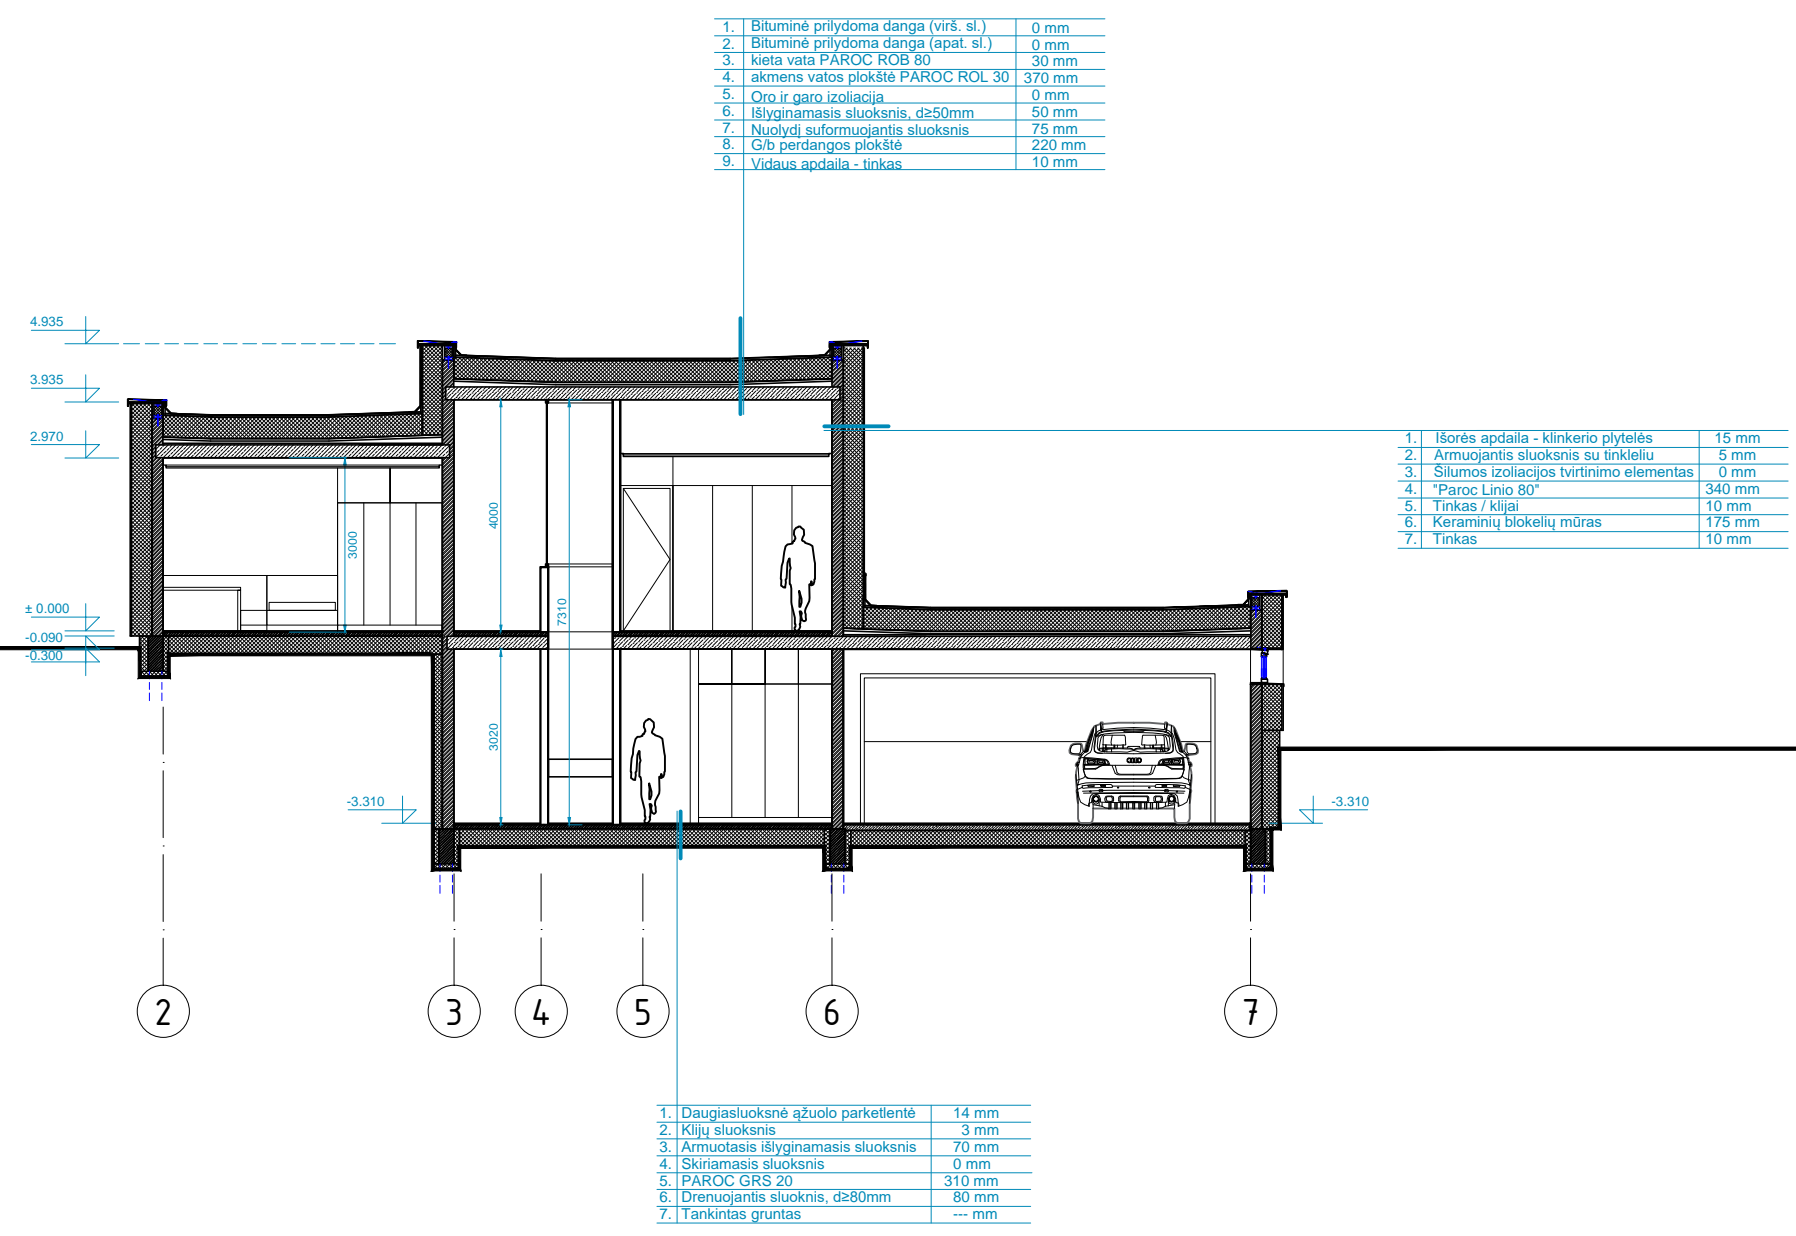 1. Bituminė prilydoma danga (virš. sl.) 0 mm
2. Bituminė prilydoma danga (apat. sl.) 0 mm
3. kieta vata PAROC ROB 80 30 mm
4. akmens vatos plokštė PAROC ROL 30 370 mm
5. Oro ir garo izoliacija 0 mm
6. Išlyginamasis sluoksnis, d≥50mm 50 mm
7. Nuolydį suformuojantis sluoksnis 75 mm
8. G/b perdangos plokštė 220 mm
9. Vidaus apdaila - tinkas 10 mm
4.935
3.935
2.970
± 0.000
-0.090
-0.300
3000
4000
7310
3020
-3.310
-3.310
1. Išorės apdaila - klinkerio plytelės 15 mm
2. Armuojantis sluoksnis su tinkleliu 5 mm
3. Šilumos izoliacijos tvirtinimo elementas 0 mm
4. "Paroc Linio 80" 340 mm
5. Tinkas / klijai 10 mm
6. Keraminių blokelių mūras 175 mm
7. Tinkas 10 mm
2 3 4 5 6 7
1. Daugiasluoksnė ąžuolo parketlentė 14 mm
2. Klijų sluoksnis 3 mm
3. Armuotasis išlyginamasis sluoksnis 70 mm
4. Skiriamasis sluoksnis 0 mm
5. PAROC GRS 20 310 mm
6. Drenuojantis sluoknis, d≥80mm 80 mm
7. Tankintas gruntas --- mm